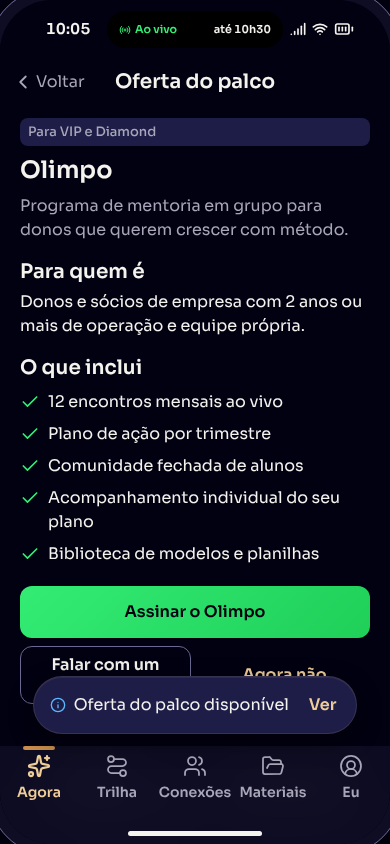 10:05
Ao vivo
até 10h30
Voltar
Oferta do palco
Para VIP e Diamond
Olimpo
Programa de mentoria em grupo para
donos que querem crescer com método.
Para quem é
Donos e sócios de empresa com 2 anos ou
mais de operação e equipe própria.
O que inclui
12 encontros mensais ao vivo
Plano de ação por trimestre
Comunidade fechada de alunos
Acompanhamento individual do seu
plano
Biblioteca de modelos e planilhas
Assinar o Olimpo
Falar com um
Agora não
Oferta do palco disponível
Ver
Agora
Trilha
Conexões
Materiais
Eu